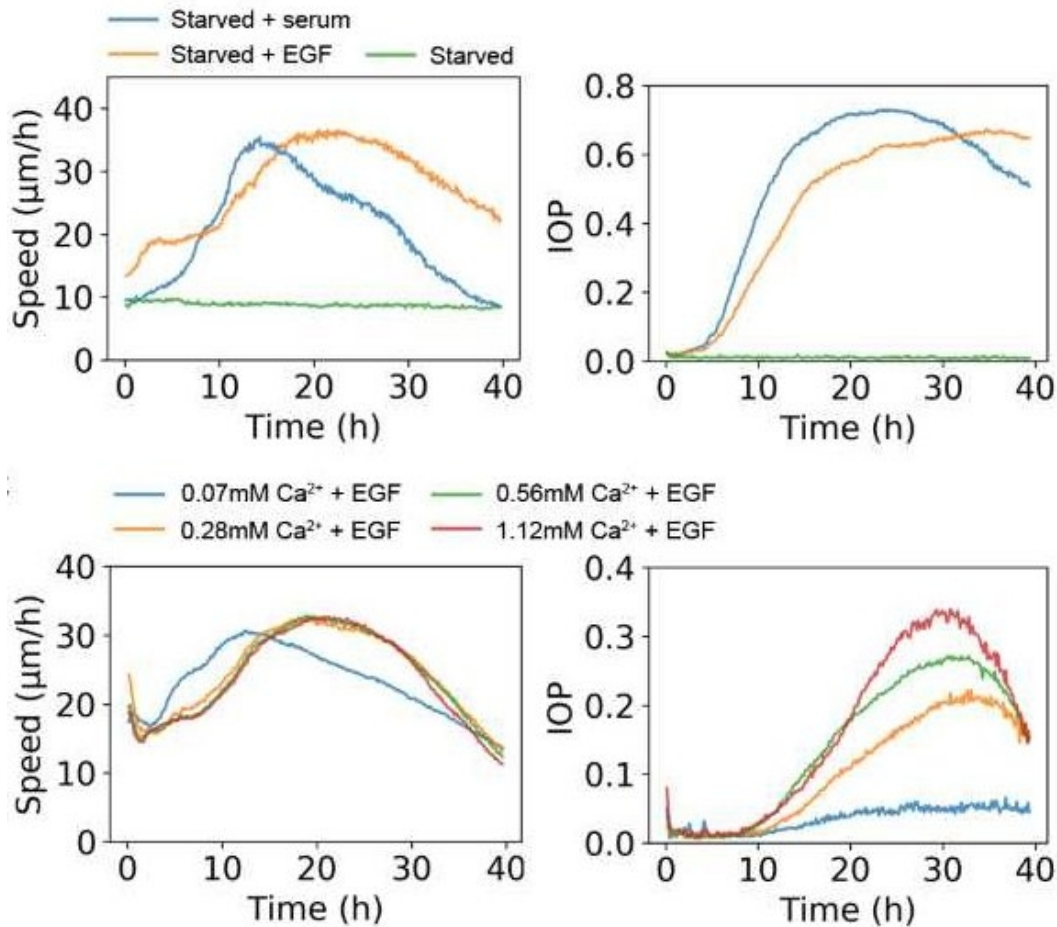 Starved + serum
Starved + EGF Starved
Speed (µm/h)
40
30
20
10
0
0 10 20 30 40
Time (h)
IOP
0.8
0.6
0.4
0.2
0.0
0 10 20 30 40
Time (h)
0.07mM Ca²⁺ + EGF 0.56mM Ca²⁺ + EGF
0.28mM Ca²⁺ + EGF 1.12mM Ca²⁺ + EGF
Speed (µm/h)
40
30
20
10
0
0 10 20 30 40
Time (h)
IOP
0.4
0.3
0.2
0.1
0.0
0 10 20 30 40
Time (h)